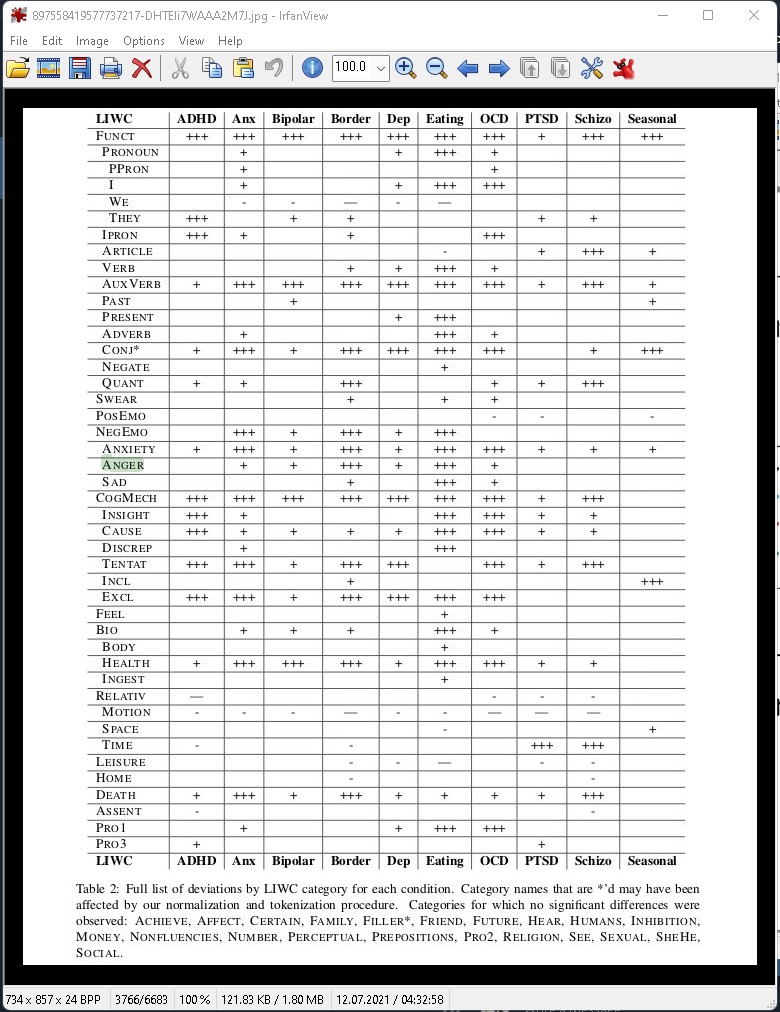 897558419577737217-DHTEIi7WAAA2M7J.jpg - IrfanView
File Edit Image Options View Help
100.0
LIWC ADHD Anx Bipolar Border Dep Eating OCD PTSD Schizo Seasonal
FUNCT +++ +++ +++ +++ +++ +++ +++ + +++ +++
PRONOUN + + +++ +
PPRON + +
I + + +++ +++
WE - - — - —
THEY +++ + + + +
IPRON +++ + + +++
ARTICLE - + +++ +
VERB + + +++ +
AUXVERB + +++ +++ +++ +++ +++ +++ + +++ +
PAST + +
PRESENT + +++
ADVERB + +++ +
CONJ* + +++ + +++ +++ +++ +++ + +++
NEGATE +
QUANT + + +++ + + +++
SWEAR + + +
POSEMO - - -
NEGEMO +++ + +++ + +++
ANXIETY + +++ + +++ + +++ +++ + + +
ANGER + + +++ + +++ +
SAD + +++ +
COGMECH +++ +++ +++ +++ +++ +++ +++ + +++
INSIGHT +++ + +++ +++ + +
CAUSE +++ + + + + +++ +++ + +
DISCREP + +++
TENTAT +++ +++ + +++ +++ +++ + +++
INCL + +++
EXCL +++ +++ + +++ +++ +++ +++
FEEL +
BIO + + + +++ +
BODY +
HEALTH + +++ +++ +++ + +++ +++ + +
INGEST +
RELATIV — - - -
MOTION - - - — - - — — —
SPACE - +
TIME - - +++ +++
LEISURE - - — - -
HOME - -
DEATH + +++ + +++ + + + + +++
ASSENT - -
PRO1 + + +++ +++
PRO3 + +
LIWC ADHD Anx Bipolar Border Dep Eating OCD PTSD Schizo Seasonal
Table 2: Full list of deviations by LIWC category for each condition. Category names that are *'d may have been
affected by our normalization and tokenization procedure. Categories for which no significant differences were
observed: ACHIEVE, AFFECT, CERTAIN, FAMILY, FILLER*, FRIEND, FUTURE, HEAR, HUMANS, INHIBITION,
MONEY, NONFLUENCIES, NUMBER, PERCEPTUAL, PREPOSITIONS, PRO2, RELIGION, SEE, SEXUAL, SHEHE,
SOCIAL.
734 x 857 x 24 BPP 3766/6683 100 % 121.83 KB / 1.80 MB 12.07.2021 / 04:32:58